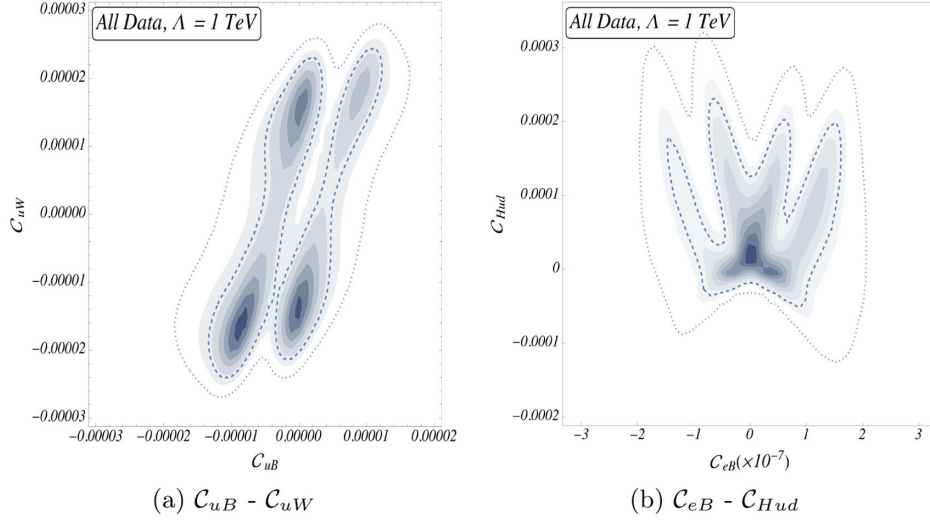 All Data, Λ = 1 TeV
0.00003
0.00002
0.00001
0.00000
−0.00001
−0.00002
−0.00003
𝒞uW
−0.00003 −0.00002 −0.00001 0.00000 0.00001 0.00002
𝒞uB
(a) 𝒞uB - 𝒞uW
All Data, Λ = 1 TeV
0.0003
0.0002
0.0001
0
−0.0001
−0.0002
𝒞Hud
−3 −2 −1 0 1 2 3
𝒞eB(×10−7)
(b) 𝒞eB - 𝒞Hud